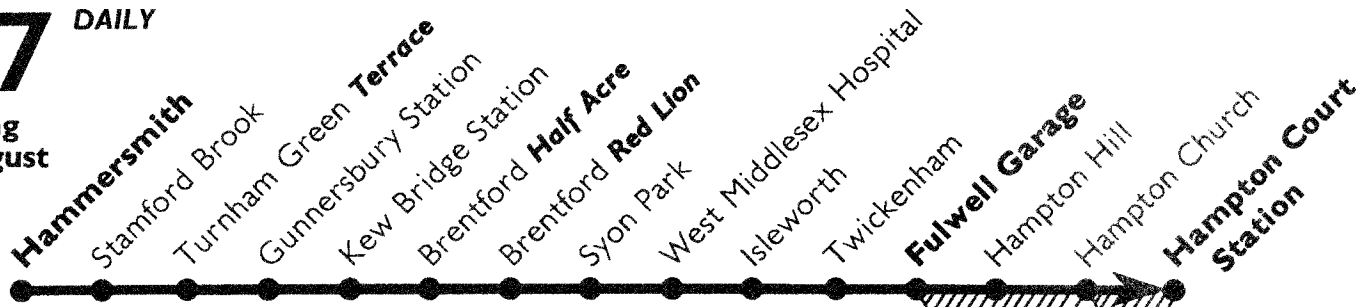 7 DAILY
Hammersmith
Stamford Brook
Turnham Green Terrace
Gunnersbury Station
Kew Bridge Station
Brentford Half Acre
Brentford Red Lion
Syon Park
West Middlesex Hospital
Isleworth
Twickenham
Fulwell Garage
Hampton Hill
Hampton Church
Hampton Court
Station